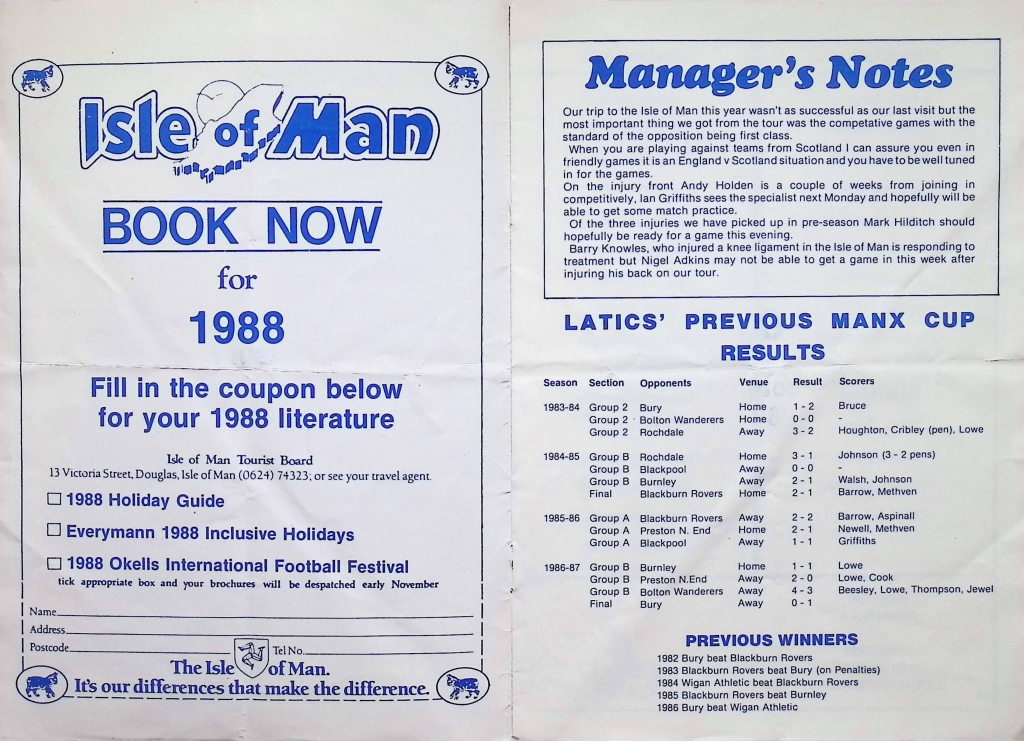 Isle of Man
BOOK NOW
for
1988
Fill in the coupon below
for your 1988 literature
Isle of Man Tourist Board
13 Victoria Street, Douglas, Isle of Man (0624) 74323; or see your travel agent.
1988 Holiday Guide
Everymann 1988 Inclusive Holidays
1988 Okells International Football Festival
tick appropriate box and your brochures will be despatched early November
Name
Address
Postcode Tel No.
The Isle of Man.
It's our differences that make the difference.
Manager's Notes
Our trip to the Isle of Man this year wasn't as successful as our last visit but the
most important thing we got from the tour was the competative games with the
standard of the opposition being first class.
When you are playing against teams from Scotland I can assure you even in
friendly games it is an England v Scotland situation and you have to be well tuned
in for the games.
On the injury front Andy Holden is a couple of weeks from joining in
competitively, Ian Griffiths sees the specialist next Monday and hopefully will be
able to get some match practice.
Of the three injuries we have picked up in pre-season Mark Hilditch should
hopefully be ready for a game this evening.
Barry Knowles, who injured a knee ligament in the Isle of Man is responding to
treatment but Nigel Adkins may not be able to get a game in this week after
injuring his back on our tour.
LATICS' PREVIOUS MANX CUP
RESULTS
Season Section Opponents Venue Result Scorers
1983-84 Group 2 Bury Home 1 - 2 Bruce
Group 2 Bolton Wanderers Home 0 - 0 -
Group 2 Rochdale Away 3 - 2 Houghton, Cribley (pen), Lowe
1984-85 Group B Rochdale Home 3 - 1 Johnson (3 - 2 pens)
Group B Blackpool Away 0 - 0 -
Group B Burnley Away 2 - 1 Walsh, Johnson
Final Blackburn Rovers Home 2 - 1 Barrow, Methven
1985-86 Group A Blackburn Rovers Away 2 - 2 Barrow, Aspinall
Group A Preston N. End Home 2 - 1 Newell, Methven
Group A Blackpool Away 1 - 1 Griffiths
1986-87 Group B Burnley Home 1 - 1 Lowe
Group B Preston N.End Away 2 - 0 Lowe, Cook
Group B Bolton Wanderers Away 4 - 3 Beesley, Lowe, Thompson, Jewel
Final Bury Away 0 - 1
PREVIOUS WINNERS
1982 Bury beat Blackburn Rovers
1983 Blackburn Rovers beat Bury (on Penalties)
1984 Wigan Athletic beat Blackburn Rovers
1985 Blackburn Rovers beat Burnley
1986 Bury beat Wigan Athletic